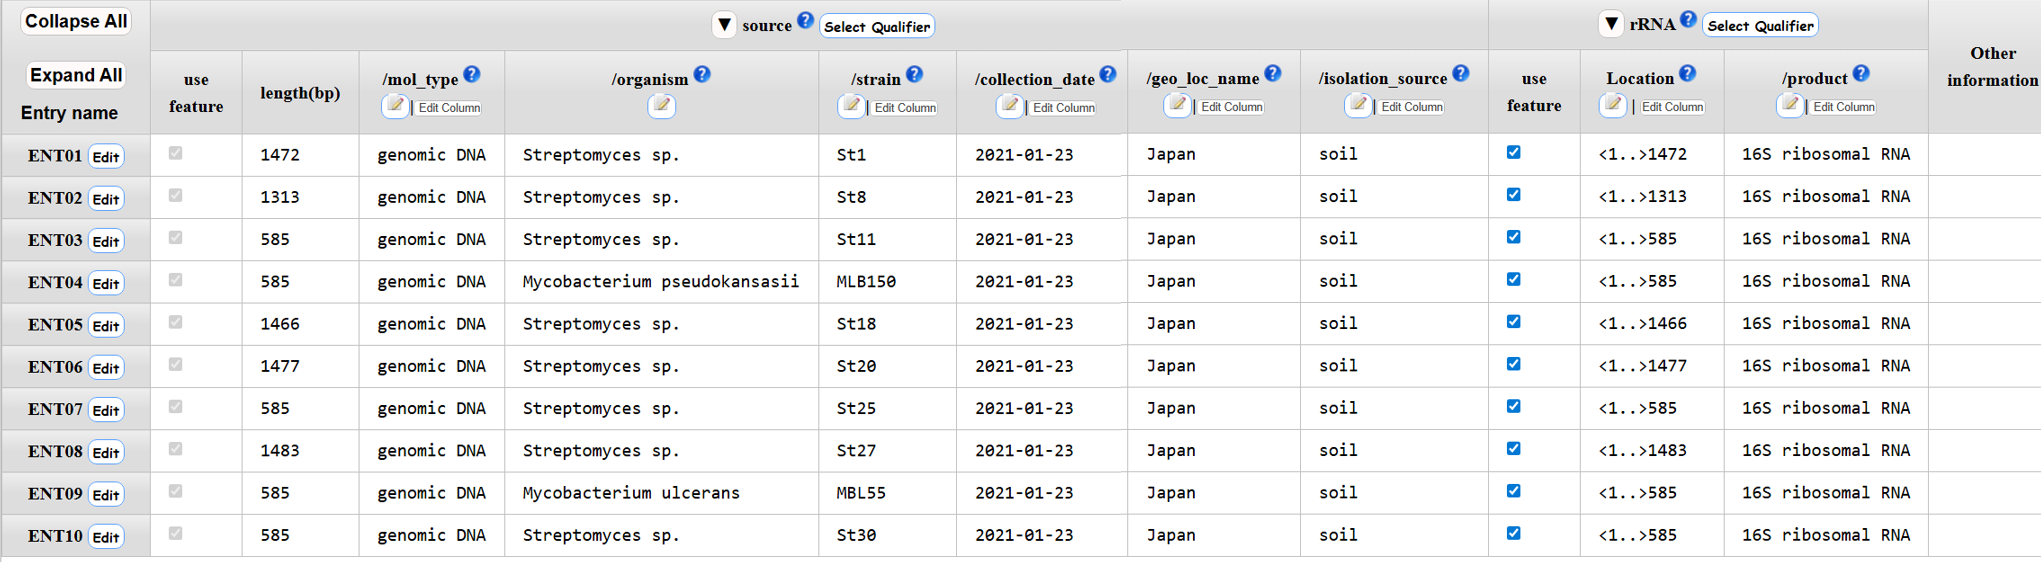 Collapse All
▼ source ? Select Qualifier
▼ rRNA ? Select Qualifier
Other information
Expand All
Entry name
use feature
length(bp)
/mol_type ? | Edit Column
/organism ?
/strain ? | Edit Column
/collection_date ? | Edit Column
/geo_loc_name ? | Edit Column
/isolation_source ? | Edit Column
use feature
Location ? | Edit Column
/product ? | Edit Column
ENT01 Edit 1472 genomic DNA Streptomyces sp. St1 2021-01-23 Japan soil <1..>1472 16S ribosomal RNA
ENT02 Edit 1313 genomic DNA Streptomyces sp. St8 2021-01-23 Japan soil <1..>1313 16S ribosomal RNA
ENT03 Edit 585 genomic DNA Streptomyces sp. St11 2021-01-23 Japan soil <1..>585 16S ribosomal RNA
ENT04 Edit 585 genomic DNA Mycobacterium pseudokansasii MLB150 2021-01-23 Japan soil <1..>585 16S ribosomal RNA
ENT05 Edit 1466 genomic DNA Streptomyces sp. St18 2021-01-23 Japan soil <1..>1466 16S ribosomal RNA
ENT06 Edit 1477 genomic DNA Streptomyces sp. St20 2021-01-23 Japan soil <1..>1477 16S ribosomal RNA
ENT07 Edit 585 genomic DNA Streptomyces sp. St25 2021-01-23 Japan soil <1..>585 16S ribosomal RNA
ENT08 Edit 1483 genomic DNA Streptomyces sp. St27 2021-01-23 Japan soil <1..>1483 16S ribosomal RNA
ENT09 Edit 585 genomic DNA Mycobacterium ulcerans MBL55 2021-01-23 Japan soil <1..>585 16S ribosomal RNA
ENT10 Edit 585 genomic DNA Streptomyces sp. St30 2021-01-23 Japan soil <1..>585 16S ribosomal RNA